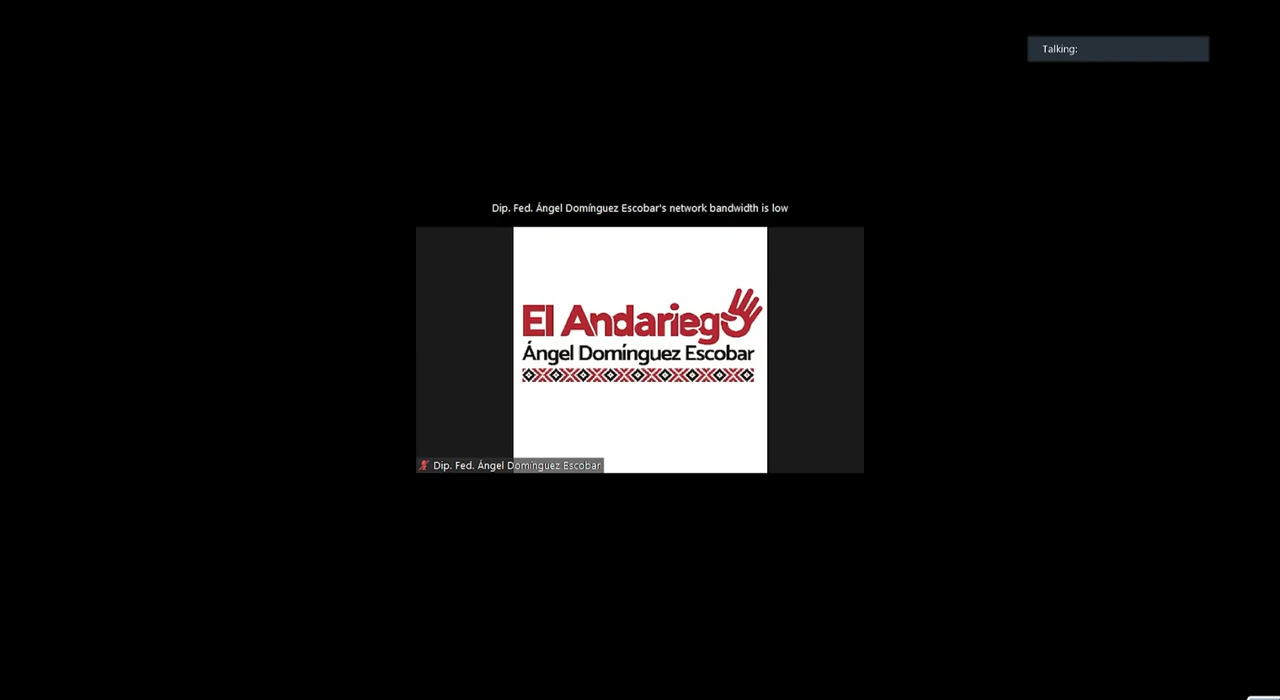 Talking:
Dip. Fed. Ángel Domínguez Escobar's network bandwidth is low
El Andariego
Ángel Domínguez Escobar
Dip. Fed. Ángel Domínguez Escobar